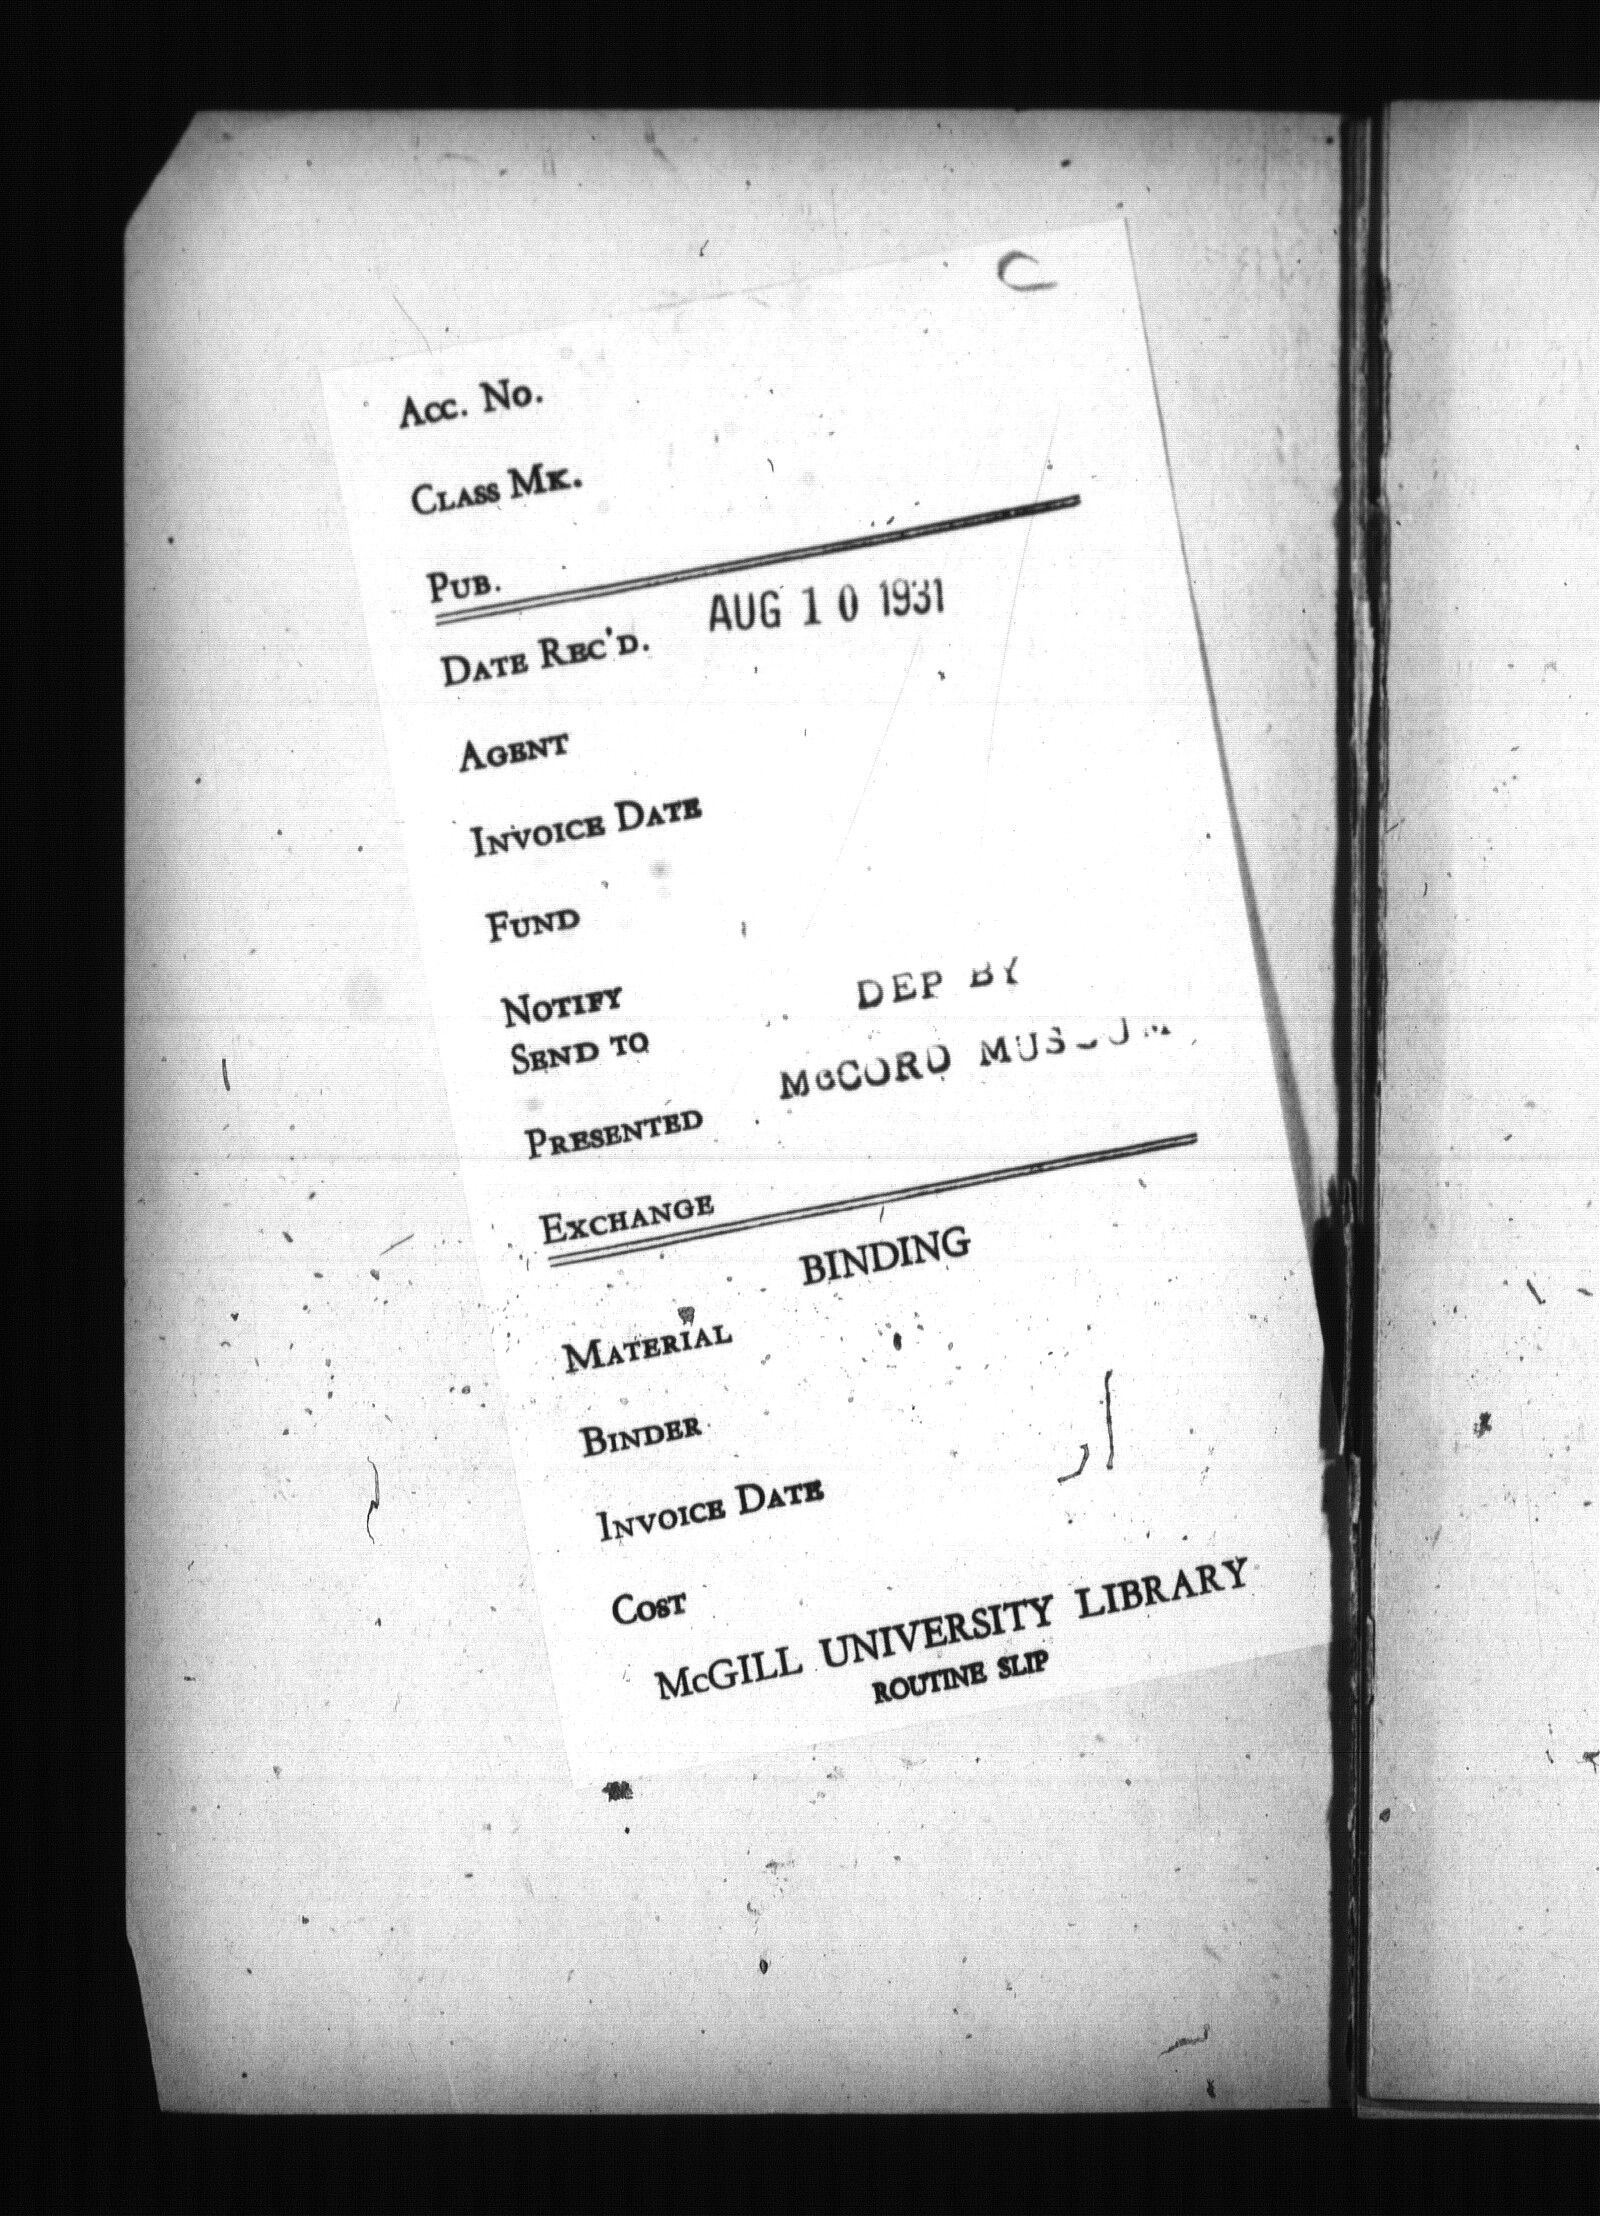 Acc. No.
Class Mk.
Pub.
Date Rec'd. AUG 10 1931
Agent
Invoice Date
Fund
Notify
Send to
DEP BY
Presented McCORD MUSEUM
Exchange
BINDING
Material
Binder
Invoice Date
Cost
McGILL UNIVERSITY LIBRARY
ROUTINE SLIP